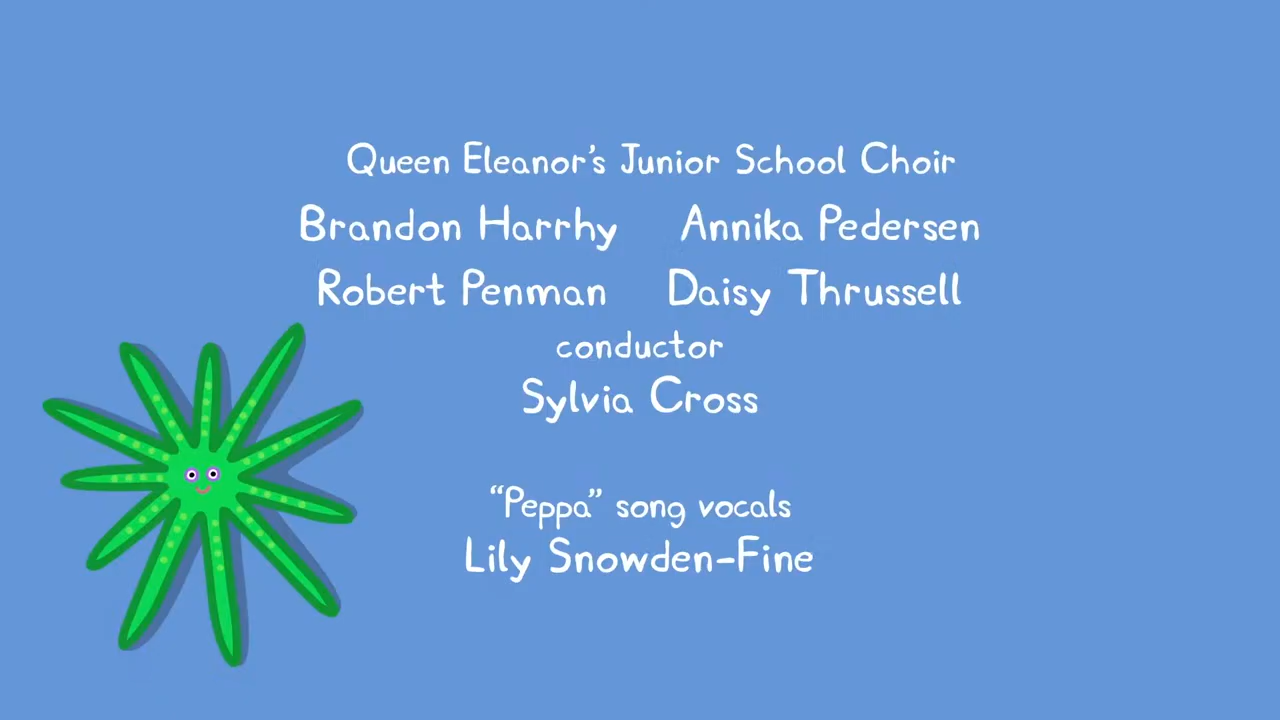 Queen Eleanor's Junior School Choir
Brandon Harrhy Annika Pedersen
Robert Penman Daisy Thrussell
conductor
Sylvia Cross
“Peppa” song vocals
Lily Snowden-Fine